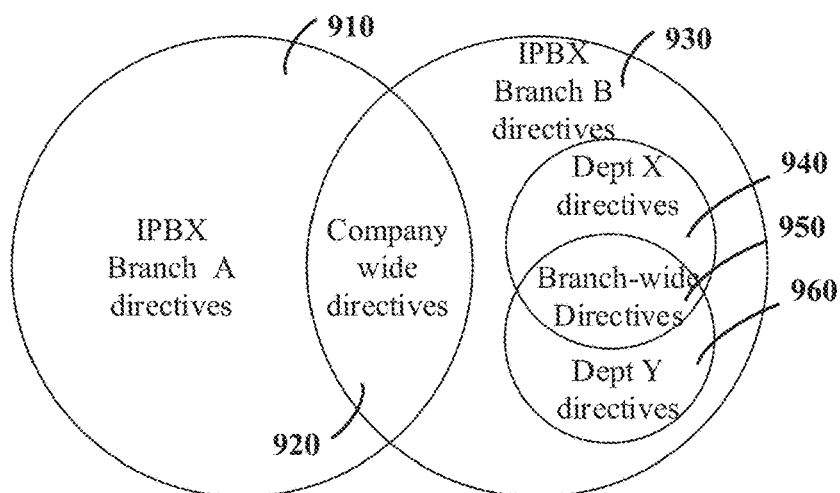 910
930
IPBX
Branch B
directives
Dept X
directives
940
IPBX
Branch A
directives
Company
wide
directives
950
Branch-wide
Directives
960
Dept Y
directives
920